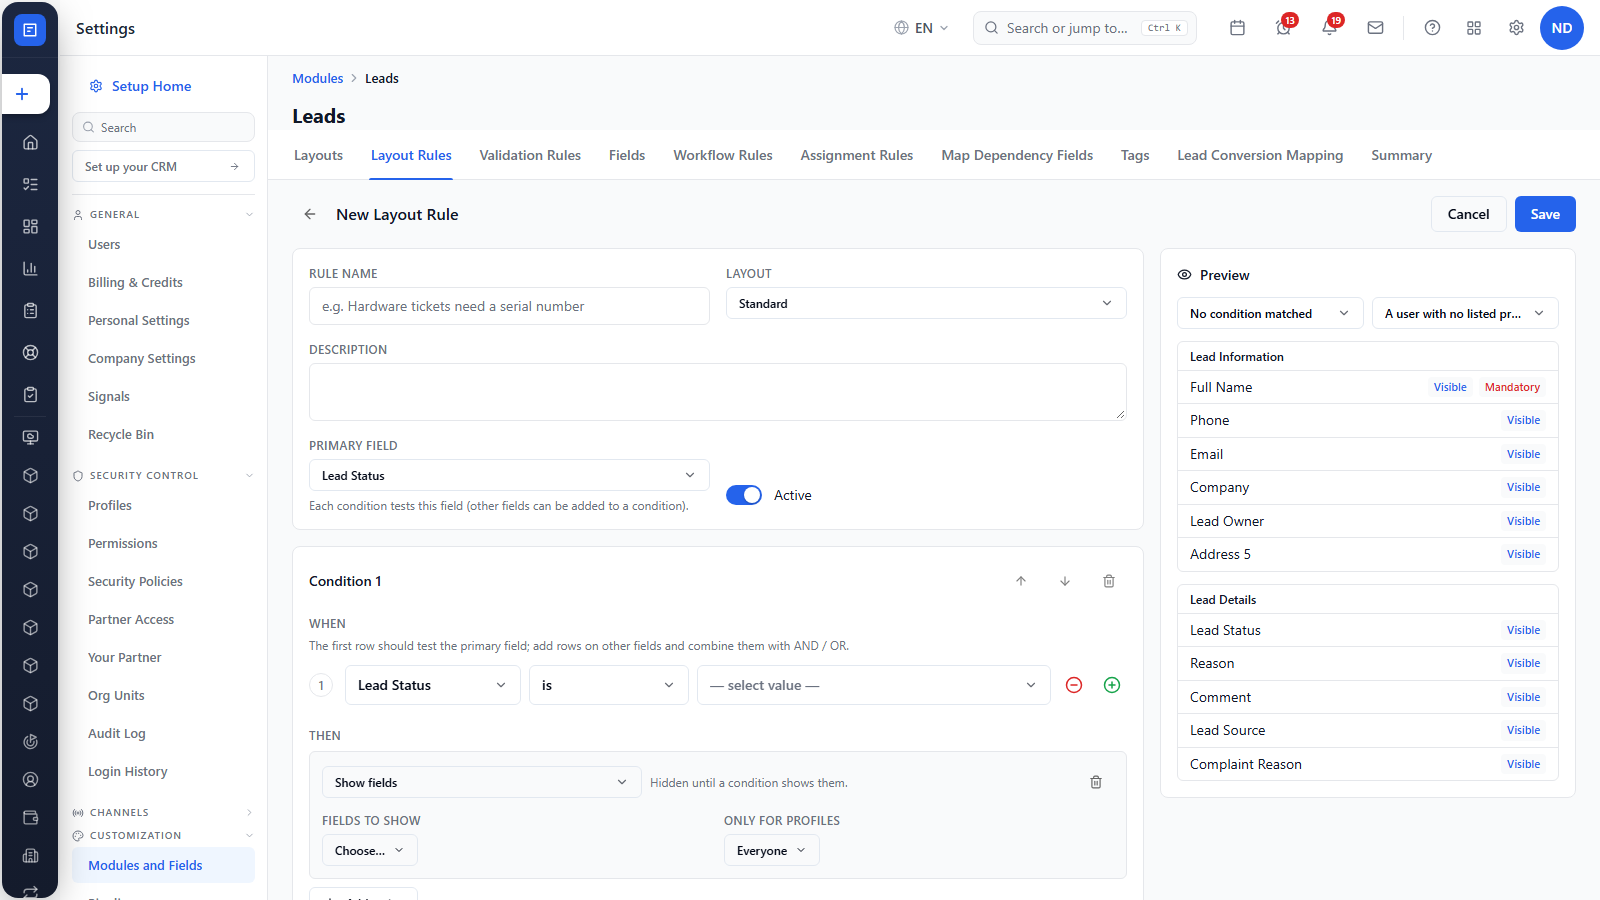 Settings
EN
Search or jump to...
Ctrl K
13
19
ND
Setup Home
Search
Set up your CRM
GENERAL
Users
Billing & Credits
Personal Settings
Company Settings
Signals
Recycle Bin
SECURITY CONTROL
Profiles
Permissions
Security Policies
Partner Access
Your Partner
Org Units
Audit Log
Login History
CHANNELS
CUSTOMIZATION
Modules and Fields
Modules > Leads
Leads
Layouts Layout Rules Validation Rules Fields Workflow Rules Assignment Rules Map Dependency Fields Tags Lead Conversion Mapping Summary
New Layout Rule
Cancel
Save
RULE NAME
e.g. Hardware tickets need a serial number
LAYOUT
Standard
DESCRIPTION
PRIMARY FIELD
Lead Status
Each condition tests this field (other fields can be added to a condition).
Active
Condition 1
WHEN
The first row should test the primary field; add rows on other fields and combine them with AND / OR.
1 Lead Status is — select value —
THEN
Show fields
Hidden until a condition shows them.
FIELDS TO SHOW
Choose...
ONLY FOR PROFILES
Everyone
Preview
No condition matched
A user with no listed pr...
Lead Information
Full Name Visible Mandatory
Phone Visible
Email Visible
Company Visible
Lead Owner Visible
Address 5 Visible
Lead Details
Lead Status Visible
Reason Visible
Comment Visible
Lead Source Visible
Complaint Reason Visible